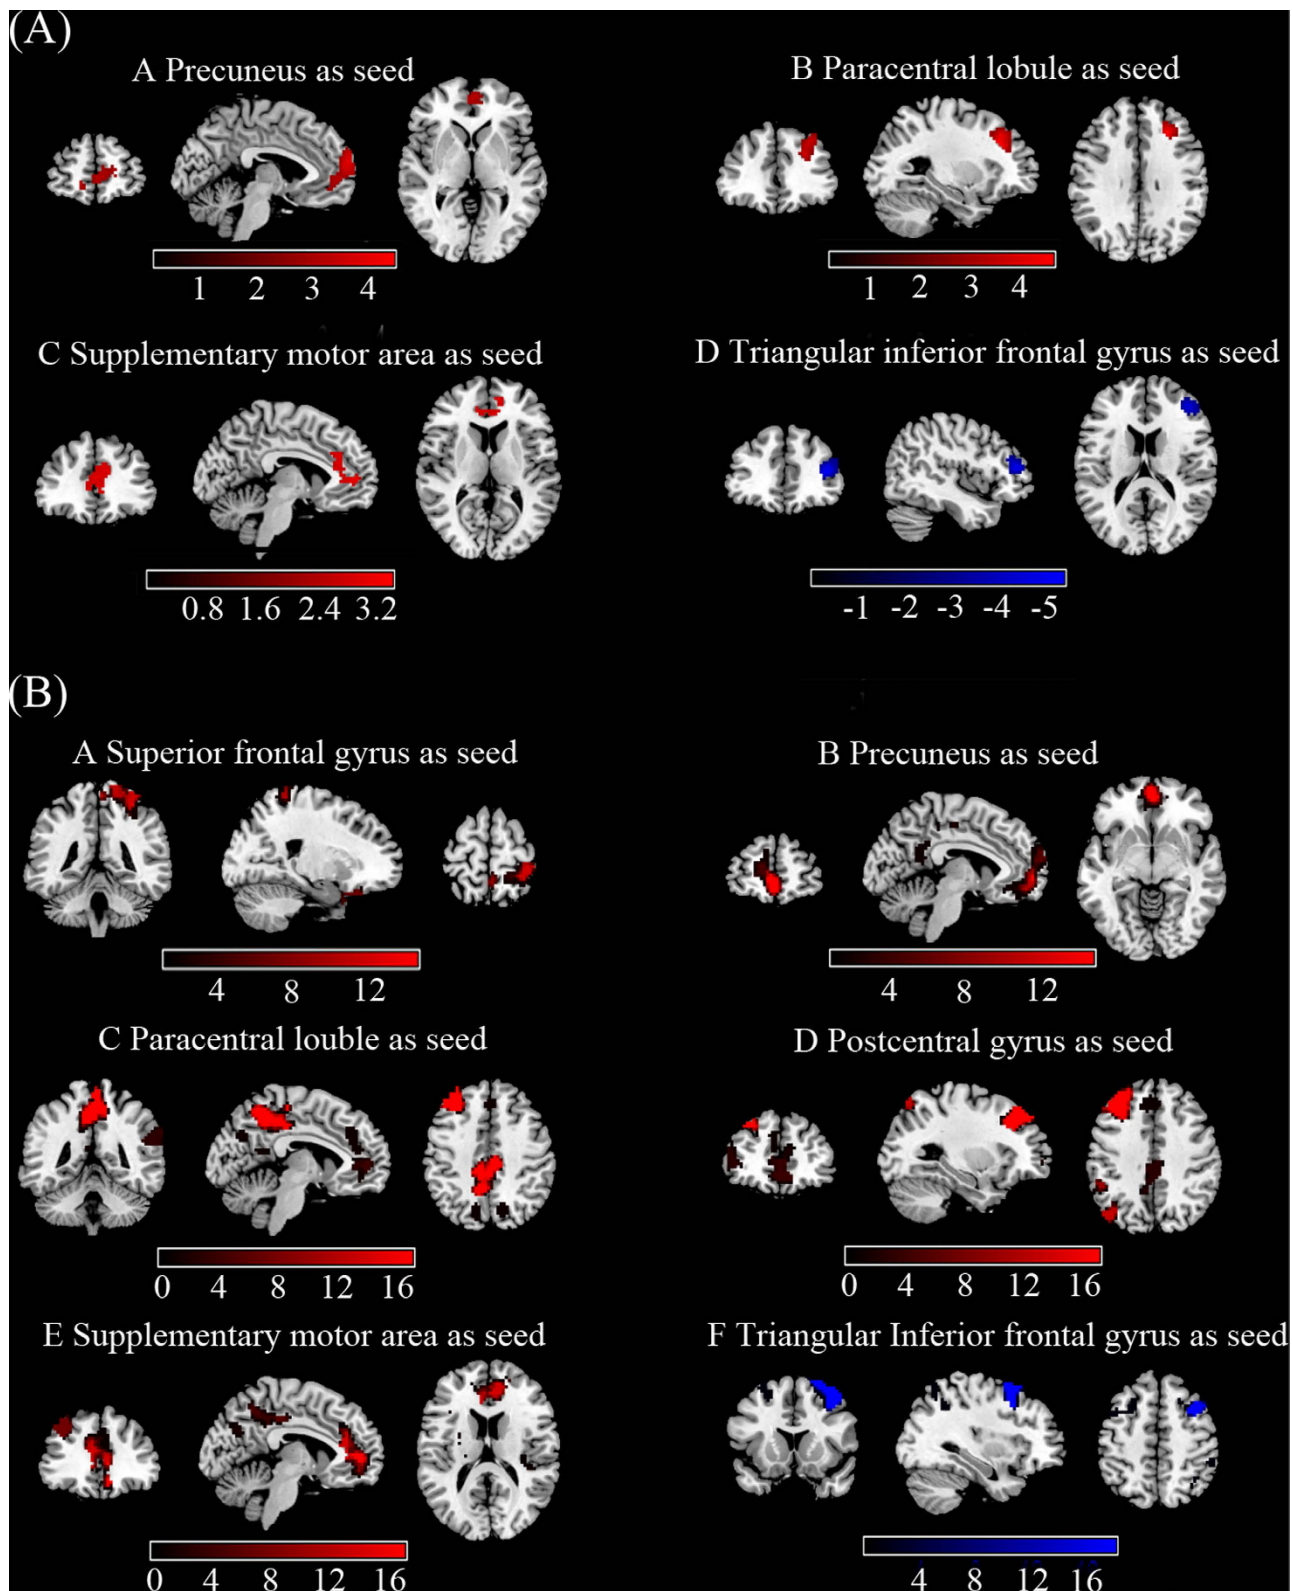 (A)
A Precuneus as seed
B Paracentral lobule as seed
1 2 3 4
1 2 3 4
C Supplementary motor area as seed
D Triangular inferior frontal gyrus as seed
0.8 1.6 2.4 3.2
-1 -2 -3 -4 -5
(B)
A Superior frontal gyrus as seed
B Precuneus as seed
4 8 12
4 8 12
C Paracentral louble as seed
D Postcentral gyrus as seed
0 4 8 12 16
0 4 8 12 16
E Supplementary motor area as seed
F Triangular Inferior frontal gyrus as seed
0 4 8 12 16
4 8 12 16